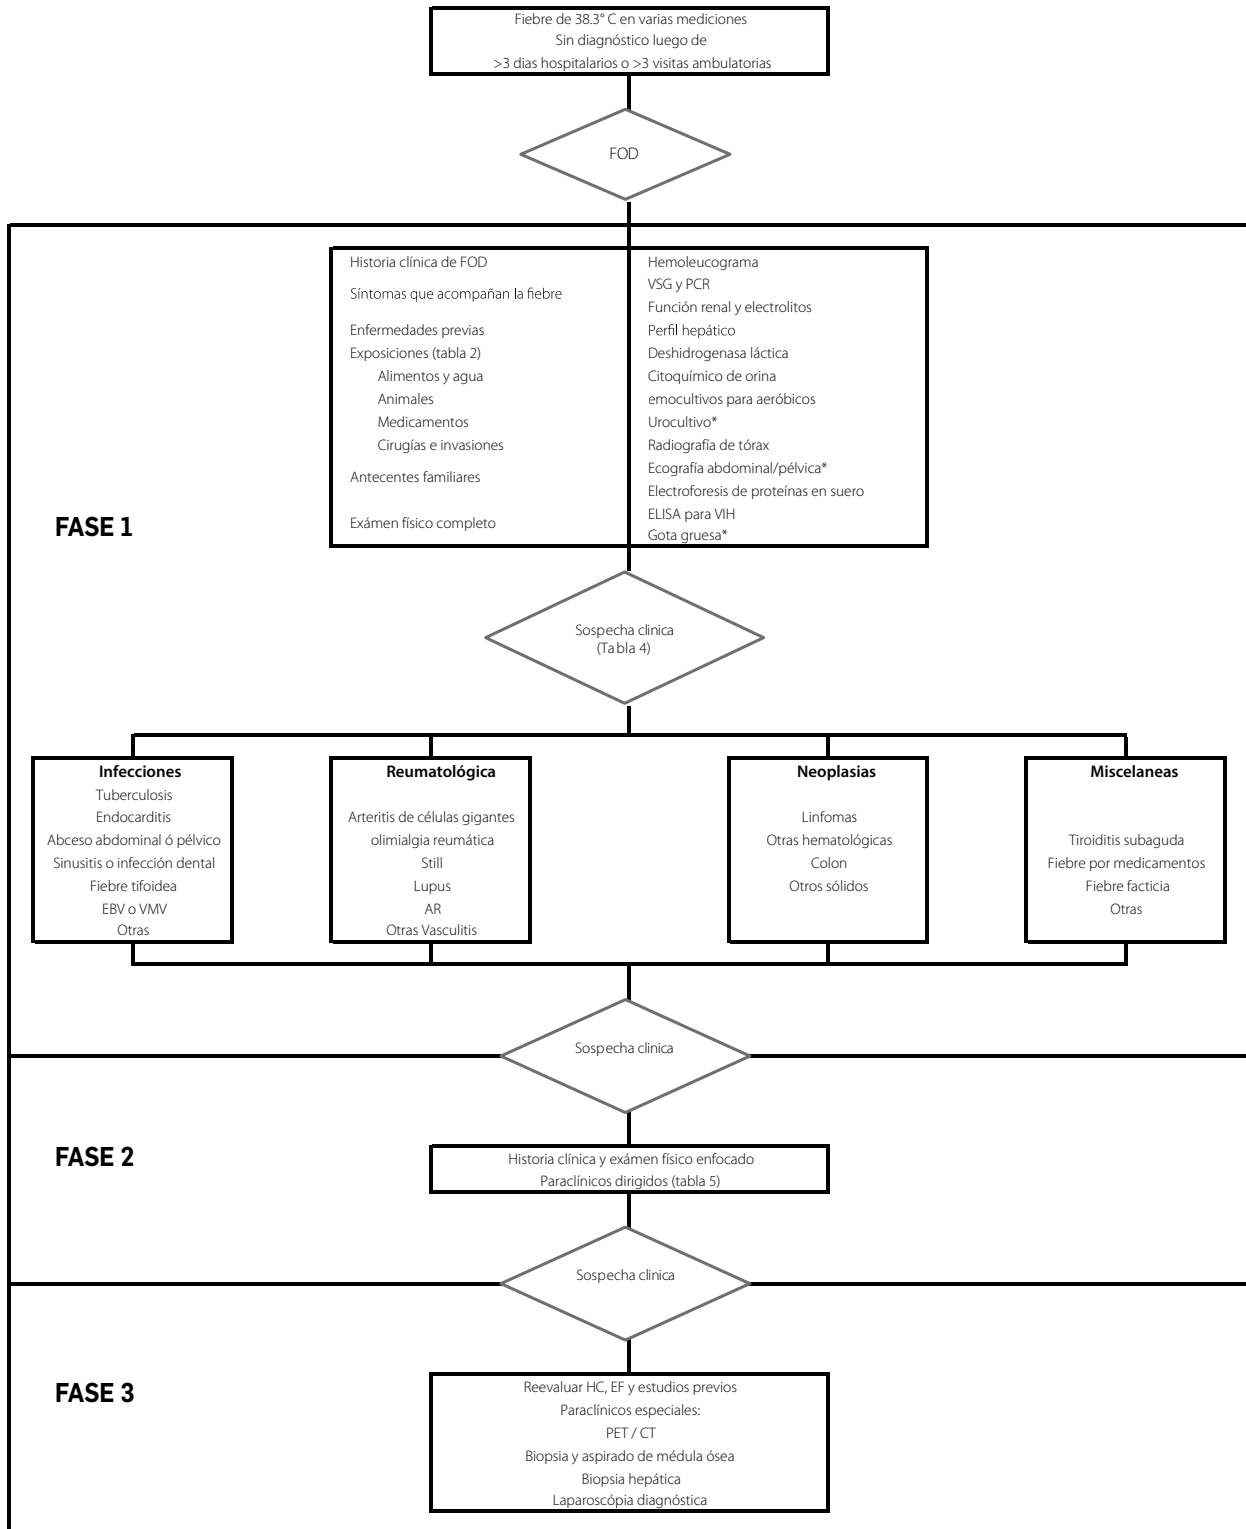 Fiebre de 38.3° C en varias mediciones
Sin diagnóstico luego de
>3 dias hospitalarios o >3 visitas ambulatorias
FOD
Historia clínica de FOD
Síntomas que acompañan la fiebre
Enfermedades previas
Exposiciones (tabla 2)
Alimentos y agua
Animales
Medicamentos
Cirugías e invasiones
Antecentes familiares
Exámen físico completo
Hemoleucograma
VSG y PCR
Función renal y electrolitos
Perfil hepático
Deshidrogenasa láctica
Citoquímico de orina
emocultivos para aeróbicos
Urocultivo*
Radiografía de tórax
Ecografía abdominal/pélvica*
Electroforesis de proteínas en suero
ELISA para VIH
Gota gruesa*
FASE 1
Sospecha clinica
(Tabla 4)
Infecciones
Tuberculosis
Endocarditis
Abceso abdominal ó pélvico
Sinusitis o infección dental
Fiebre tifoidea
EBV o VMV
Otras
Reumatológica
Arteritis de células gigantes
olimialgia reumática
Still
Lupus
AR
Otras Vasculitis
Neoplasias
Linfomas
Otras hematológicas
Colon
Otros sólidos
Miscelaneas
Tiroiditis subaguda
Fiebre por medicamentos
Fiebre facticia
Otras
Sospecha clinica
FASE 2
Historia clínica y exámen físico enfocado
Paraclínicos dirigidos (tabla 5)
Sospecha clinica
FASE 3
Reevaluar HC, EF y estudios previos
Paraclínicos especiales:
PET / CT
Biopsia y aspirado de médula ósea
Biopsia hepática
Laparoscópia diagnóstica